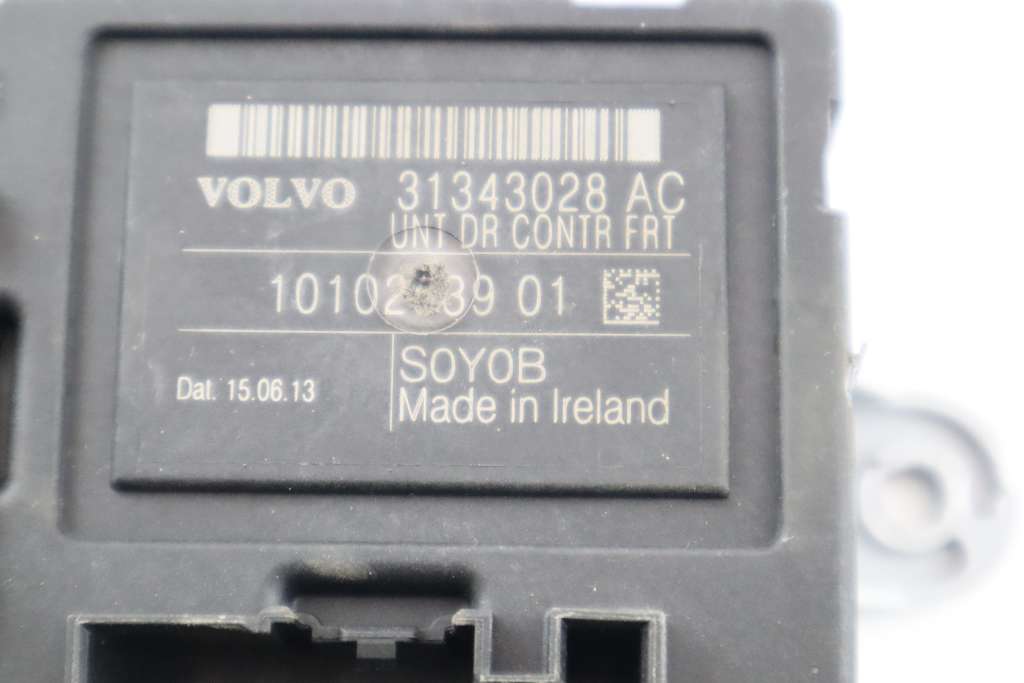 VOLVO 31343028 AC
UNT DR CONTR FRT
01
Dat. 15.06.13
SOYOB
Made in Ireland